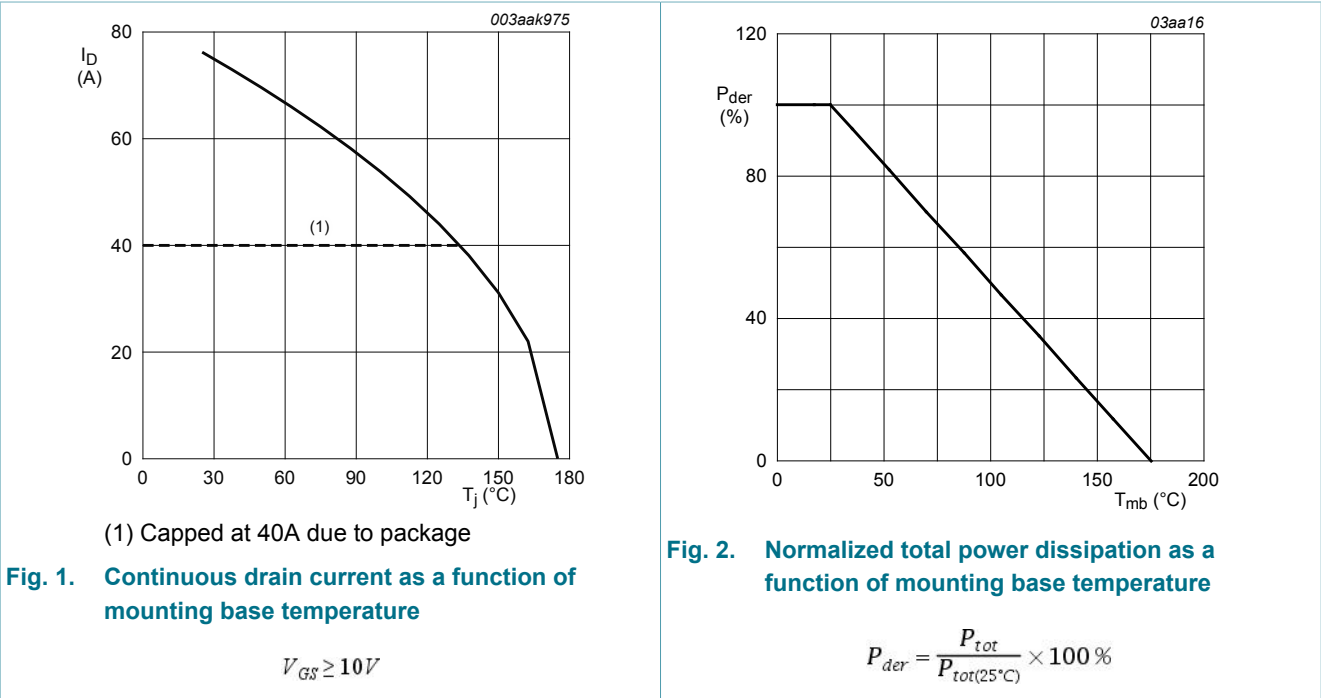 003aak975
80
I_D
(A)
60
(1)
40
20
0
0 30 60 90 120 150 180
T_j (°C)
(1) Capped at 40A due to package
Fig. 1. Continuous drain current as a function of
mounting base temperature
V_GS ≥ 10V
03aa16
120
P_der
(%)
80
40
0
0 50 100 150 200
T_mb (°C)
Fig. 2. Normalized total power dissipation as a
function of mounting base temperature
P_der = P_tot / P_tot(25°C) × 100 %